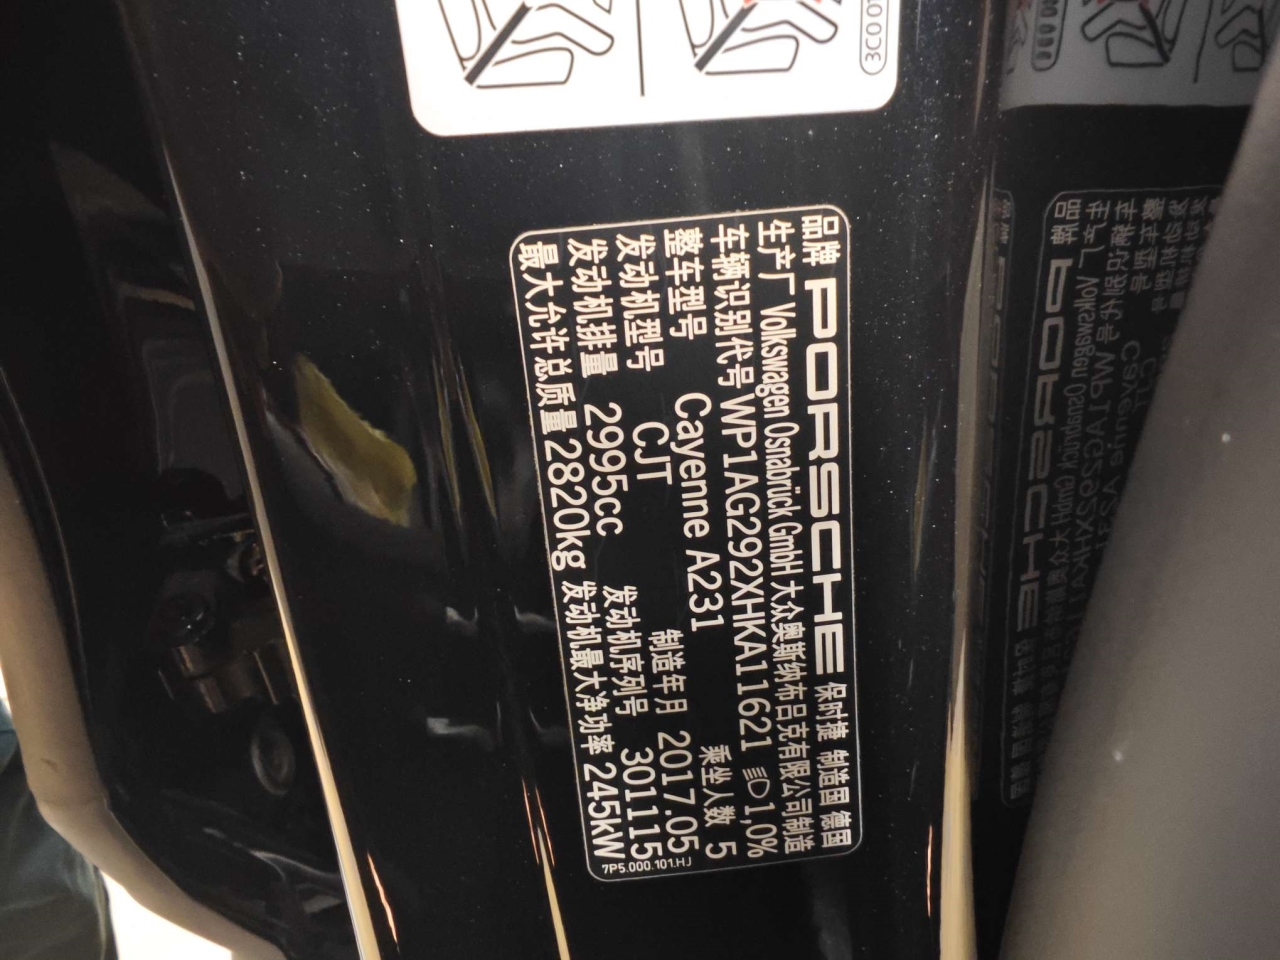 3C0 0
品牌 PORSCHE 保时捷 制造国 德国
生产厂 Volkswagen Osnabrück GmbH 大众奥斯纳布吕克有限公司制造
车辆识别代号 WP1AG292XHKA11621 1,0%
整车型号 Cayenne A231 乘坐人数 5
发动机型号 CJT 制造年月 2017.05
发动机排量 2995cc 发动机序列号 301115
最大允许总质量 2820kg 发动机最大净功率 245kW
7P5.000.101.HJ